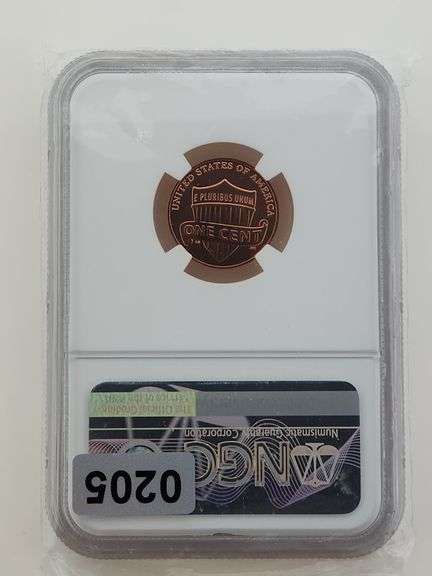 UNITED STATES OF AMERICA
E PLURIBUS UNUM
ONE CENT
NGC
Numismatic Guaranty Corporation
The Official Grading
Service of the
0205